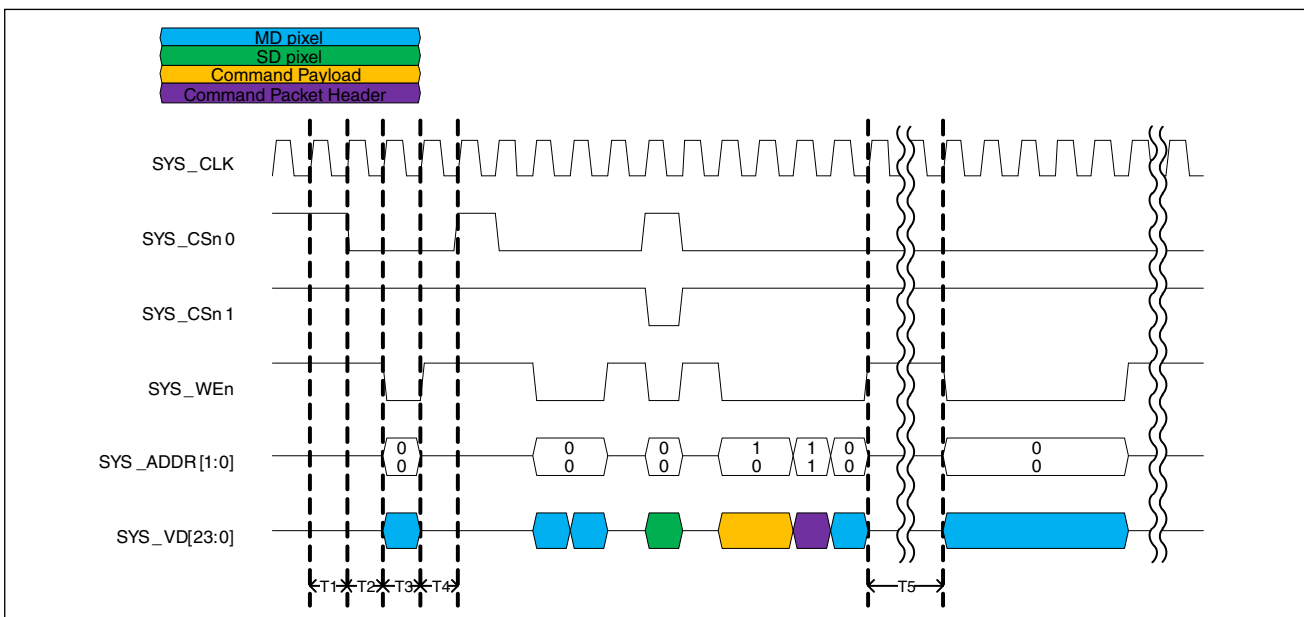 MD pixel
SD pixel
Command Payload
Command Packet Header
SYS_CLK
SYS_CSn 0
SYS_CSn 1
SYS_WEn
SYS_ADDR[1:0]
0 0 0 1 1 0 0
0 0 0 0 1 0 0
SYS_VD[23:0]
T1 T2 T3 T4 T5